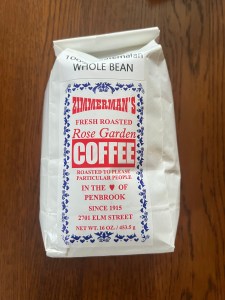 WHOLE BEAN
ZIMMERMAN'S
FRESH ROASTED
Rose Garden
COFFEE
ROASTED TO PLEASE
PARTICULAR PEOPLE
IN THE ♥ OF
PENBROOK
SINCE 1915
2701 ELM STREET
NET WT. 16 OZ. / 453.5 g